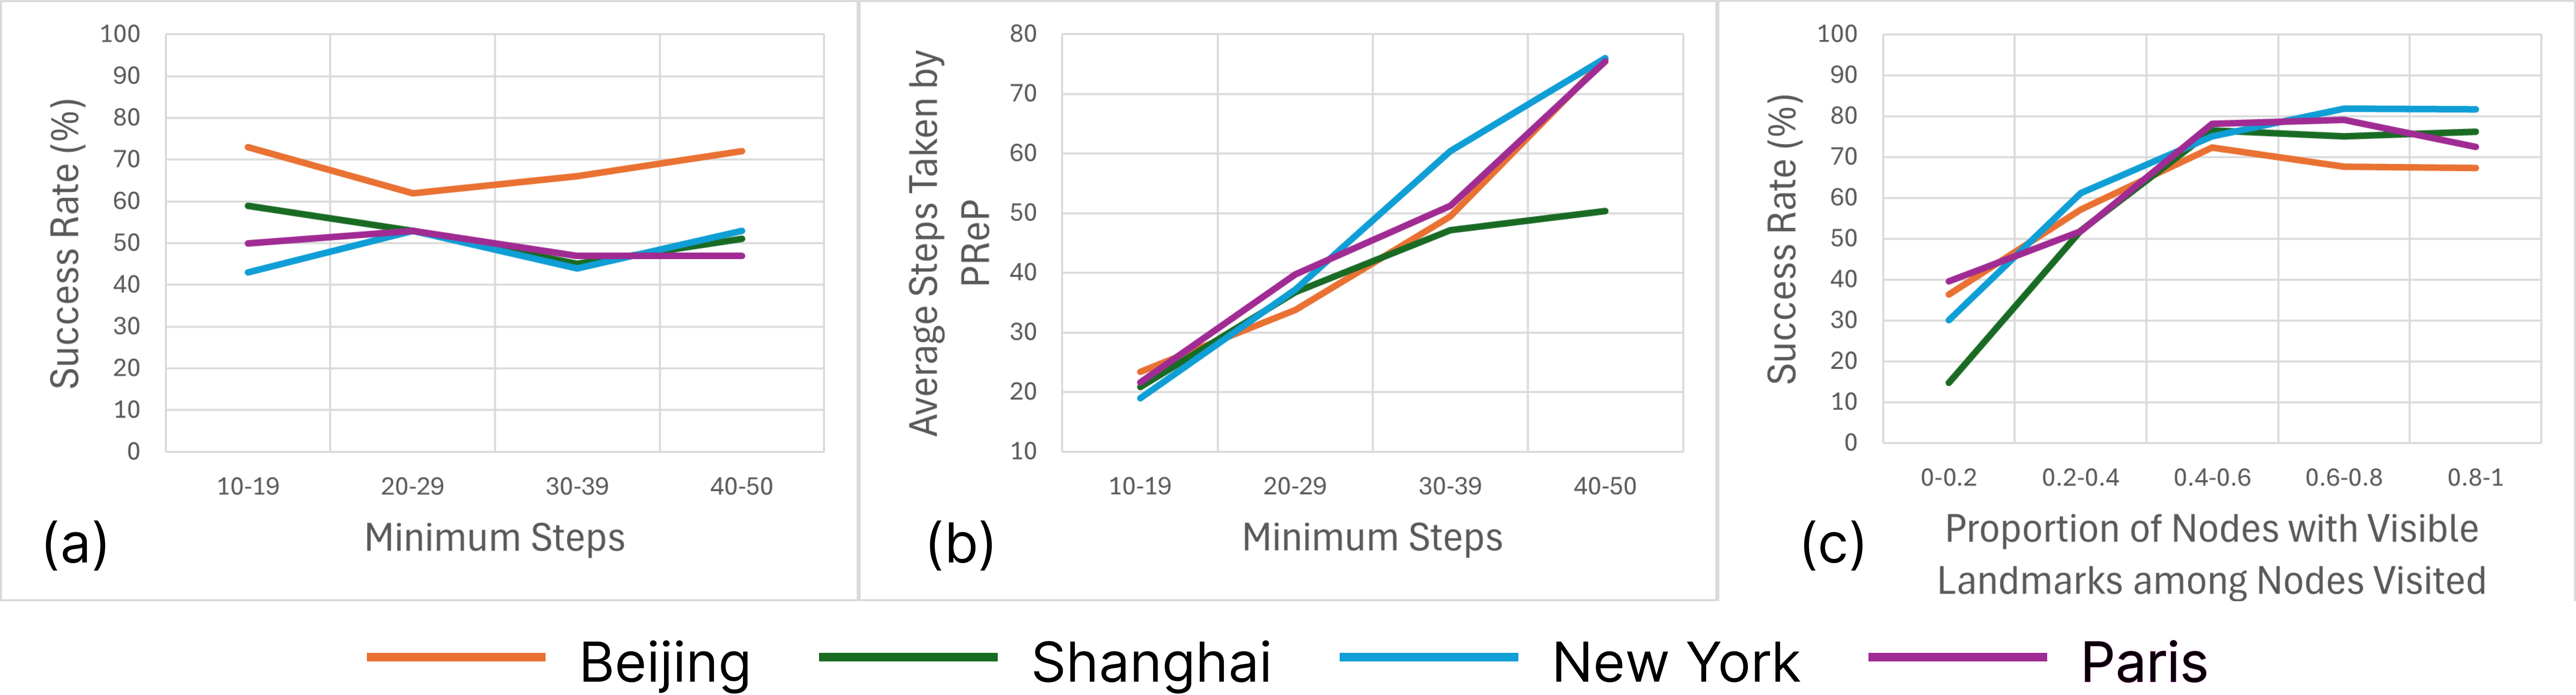 Success Rate (%)
100
90
80
70
60
50
40
30
20
10
0
10-19 20-29 30-39 40-50
Minimum Steps
(a)
Average Steps Taken by
PReP
80
70
60
50
40
30
20
10
10-19 20-29 30-39 40-50
Minimum Steps
(b)
Success Rate (%)
100
90
80
70
60
50
40
30
20
10
0
0-0.2 0.2-0.4 0.4-0.6 0.6-0.8 0.8-1
Proportion of Nodes with Visible
Landmarks among Nodes Visited
(c)
Beijing Shanghai New York Paris